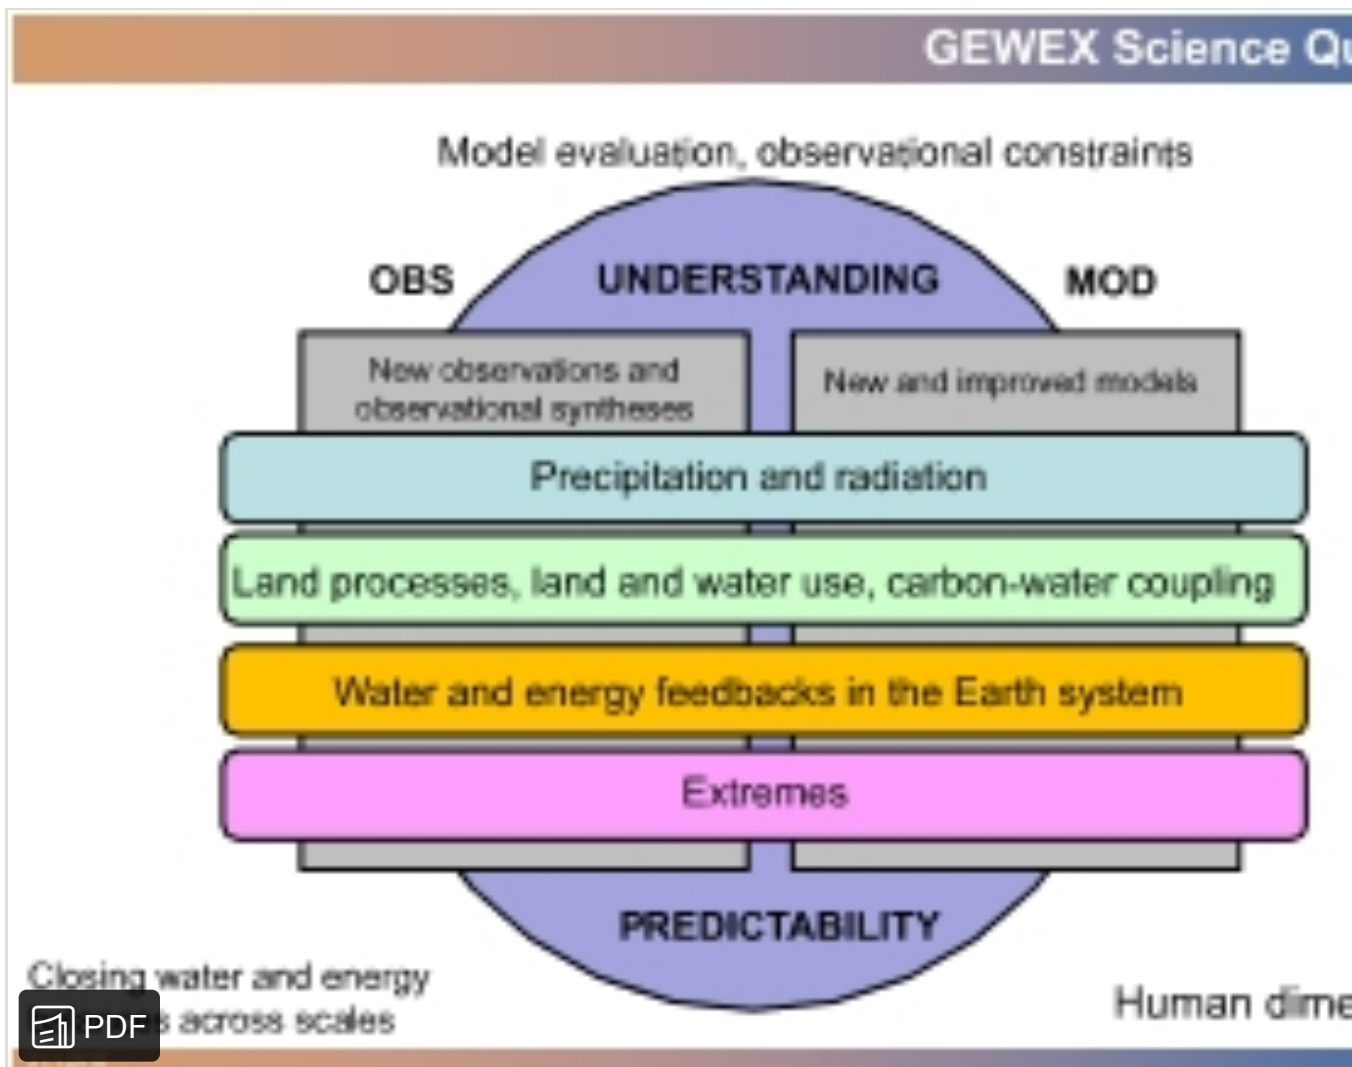 GEWEX Science Qu
Model evaluation, observational constraints
OBS
UNDERSTANDING
MOD
New observations and
observational syntheses
New and improved models
Precipitation and radiation
Land processes, land and water use, carbon-water coupling
Water and energy feedbacks in the Earth system
Extremes
PREDICTABILITY
Closing water and energy
across scales
Human dime
PDF